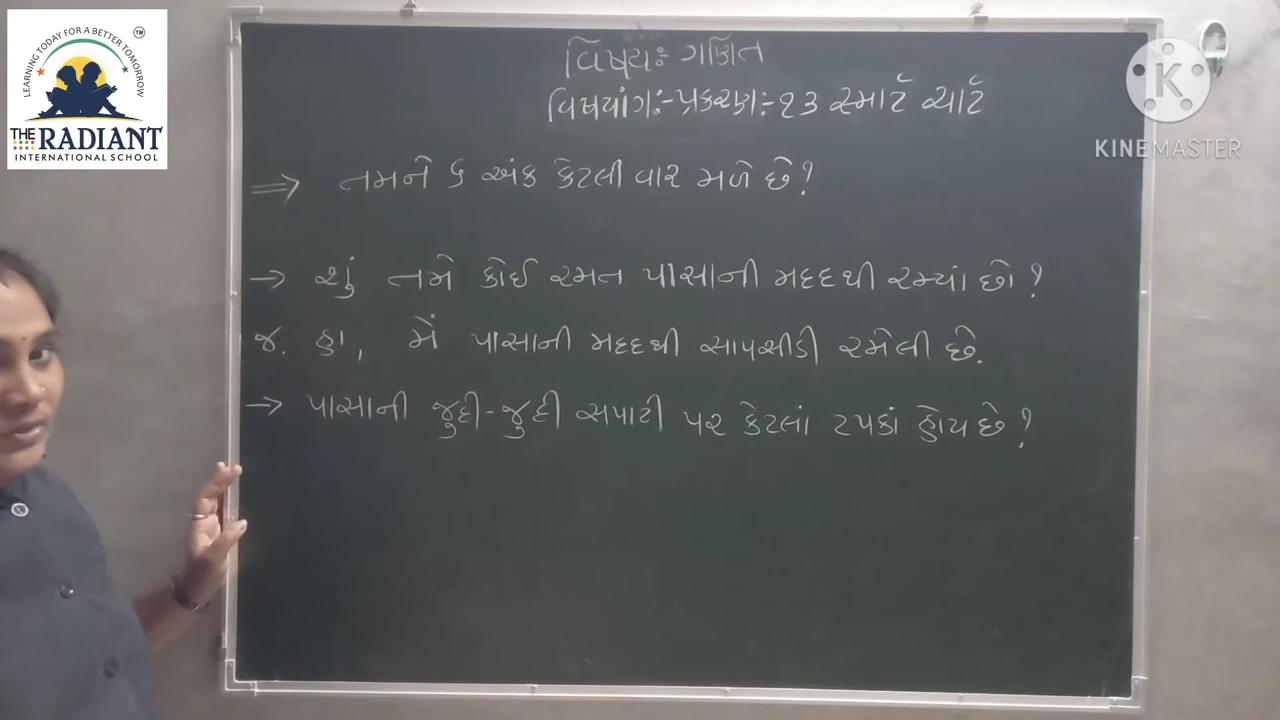 LEARNING TODAY FOR A BETTER TOMORROW
TM
THE RADIANT
INTERNATIONAL SCHOOL
K
KINEMASTER
વિષયઃ ગણિત
વિષયાંગઃ-પ્રકરણઃ-૧૩ સ્માર્ટ ચાર્ટ
⇒ તમને ૬ અંક કેટલી વાર મળે છે?
→ શું તમે કોઈ રમત પાસાની મદદથી રમ્યાં છો?
જ. હા, મેં પાસાની મદદથી સાપસીડી રમેલી છે.
→ પાસાની જુદી-જુદી સપાટી પર કેટલાં ટપકાં હોય છે?